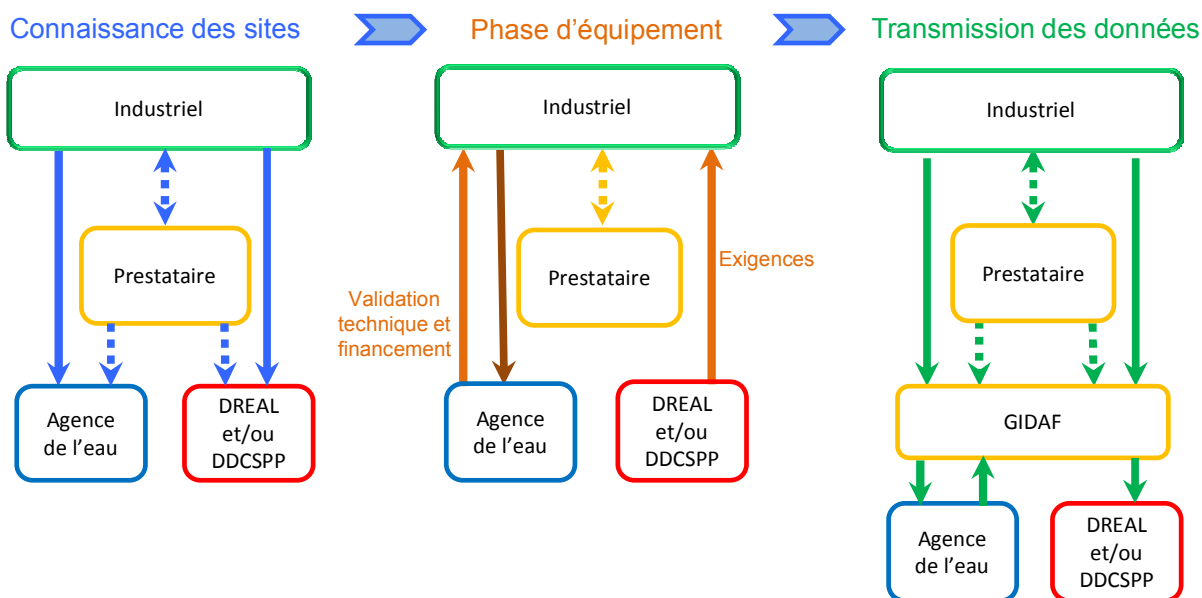 Connaissance des sites
Phase d'équipement
Transmission des données
Industriel
Prestataire
Agence
de l'eau
DREAL
et/ou
DDCSPP
Industriel
Prestataire
Exigences
Validation
technique et
financement
Agence
de l'eau
DREAL
et/ou
DDCSPP
Industriel
Prestataire
GIDAF
Agence
de l'eau
DREAL
et/ou
DDCSPP